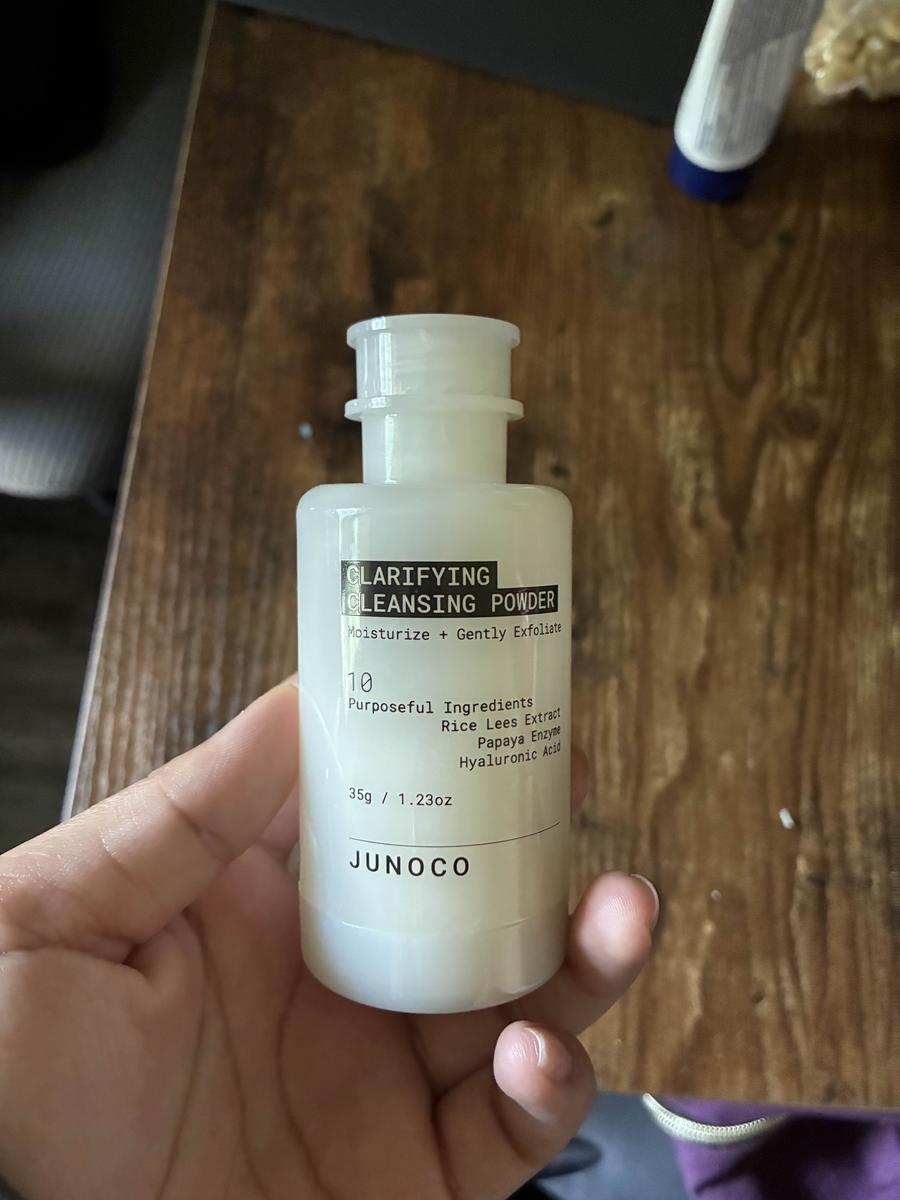 CLARIFYING
CLEANSING POWDER
Moisturize + Gently Exfoliate
10
Purposeful Ingredients
Rice Lees Extract
Papaya Enzyme
Hyaluronic Acid
35g / 1.23oz
JUNOCO